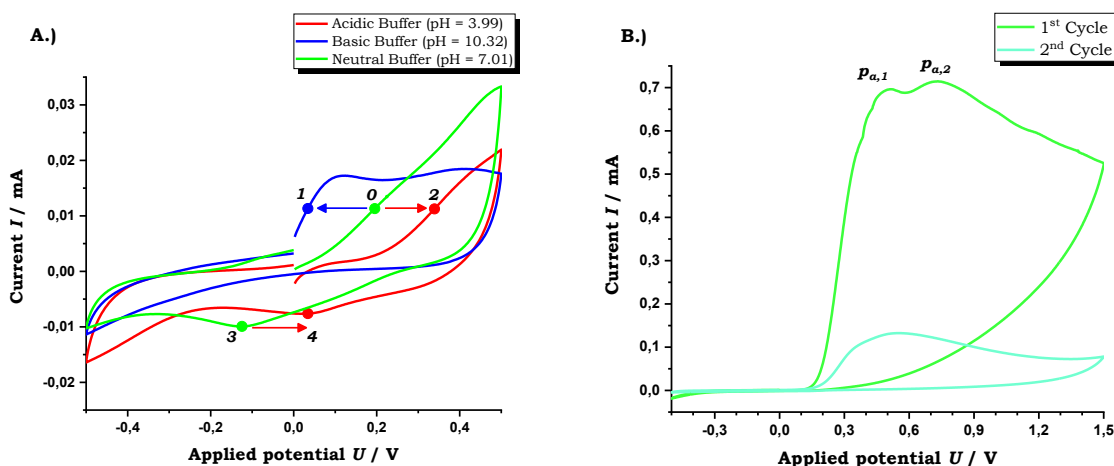 A.)
Acidic Buffer (pH = 3.99)
Basic Buffer (pH = 10.32)
Neutral Buffer (pH = 7.01)
0,03
0,02
0,01
0,00
-0,01
-0,02
Current I / mA
1
0
2
3
4
-0,4
-0,2
0,0
0,2
0,4
Applied potential U / V
B.)
1st Cycle
2nd Cycle
pa,1
pa,2
0,7
0,6
0,5
0,4
0,3
0,2
0,1
0,0
Current I / mA
-0,3
0,0
0,3
0,6
0,9
1,2
1,5
Applied potential U / V